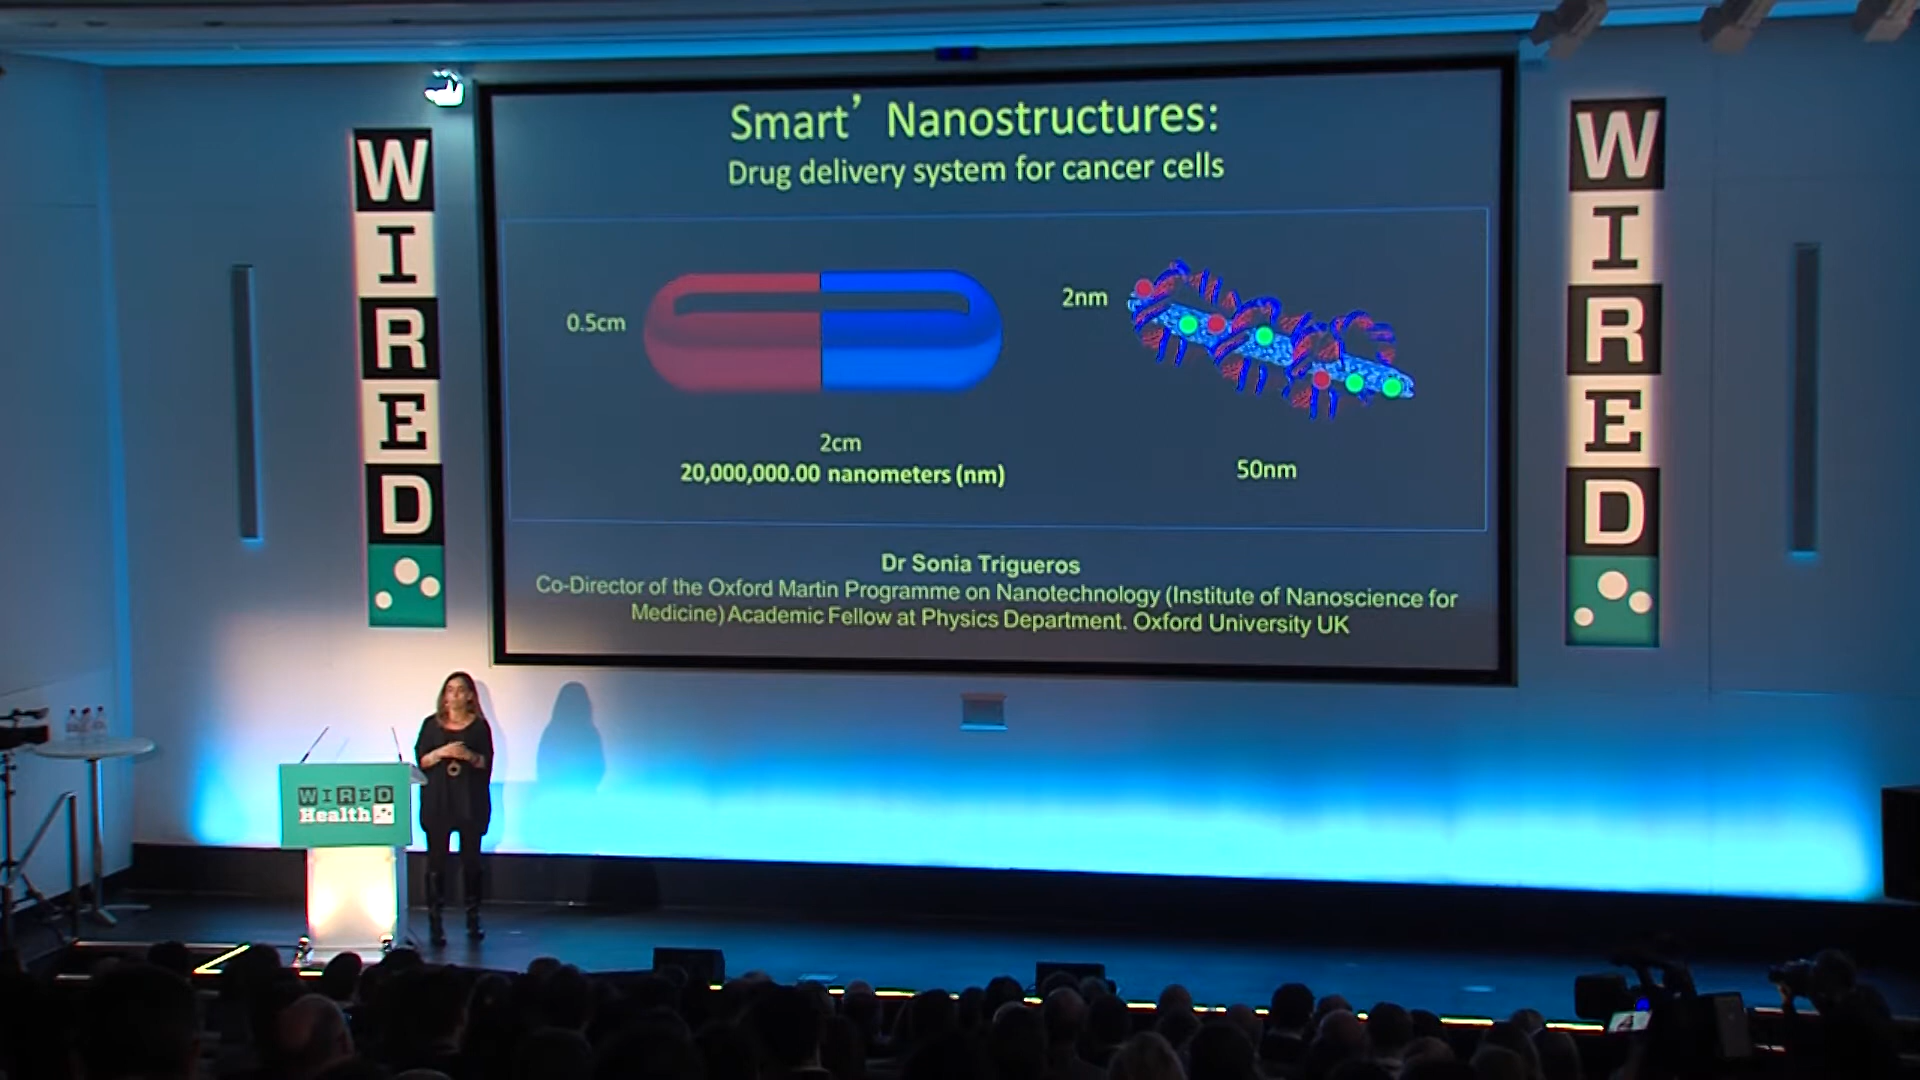 WIRED
Smart’ Nanostructures:
Drug delivery system for cancer cells
0.5cm
2nm
2cm
20,000,000.00 nanometers (nm)
50nm
Dr Sonia Trigueros
Co-Director of the Oxford Martin Programme on Nanotechnology (Institute of Nanoscience for
Medicine) Academic Fellow at Physics Department. Oxford University UK
WIRED
WIRED
Health